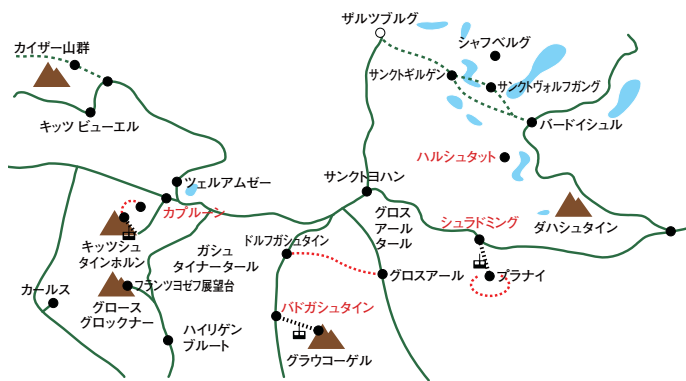 ザルツブルグ
カイザー山群
シャフベルグ
サンクトギルゲン
サンクトヴォルフガング
キッツ ビューエル
バードイシュル
ハルシュタット
ツェルアムゼー
サンクトヨハン
カプルーン
グロス
アール
タール
シュラドミング
ダハシュタイン
キッツシュ
タインホルン
ガシュ
タイナータール
ドルフガシュタイン
グロスアール
プラナイ
カールス
フランツヨゼフ展望台
グロース
グロックナー
バドガシュタイン
ハイリゲン
ブルート
グラウコーゲル